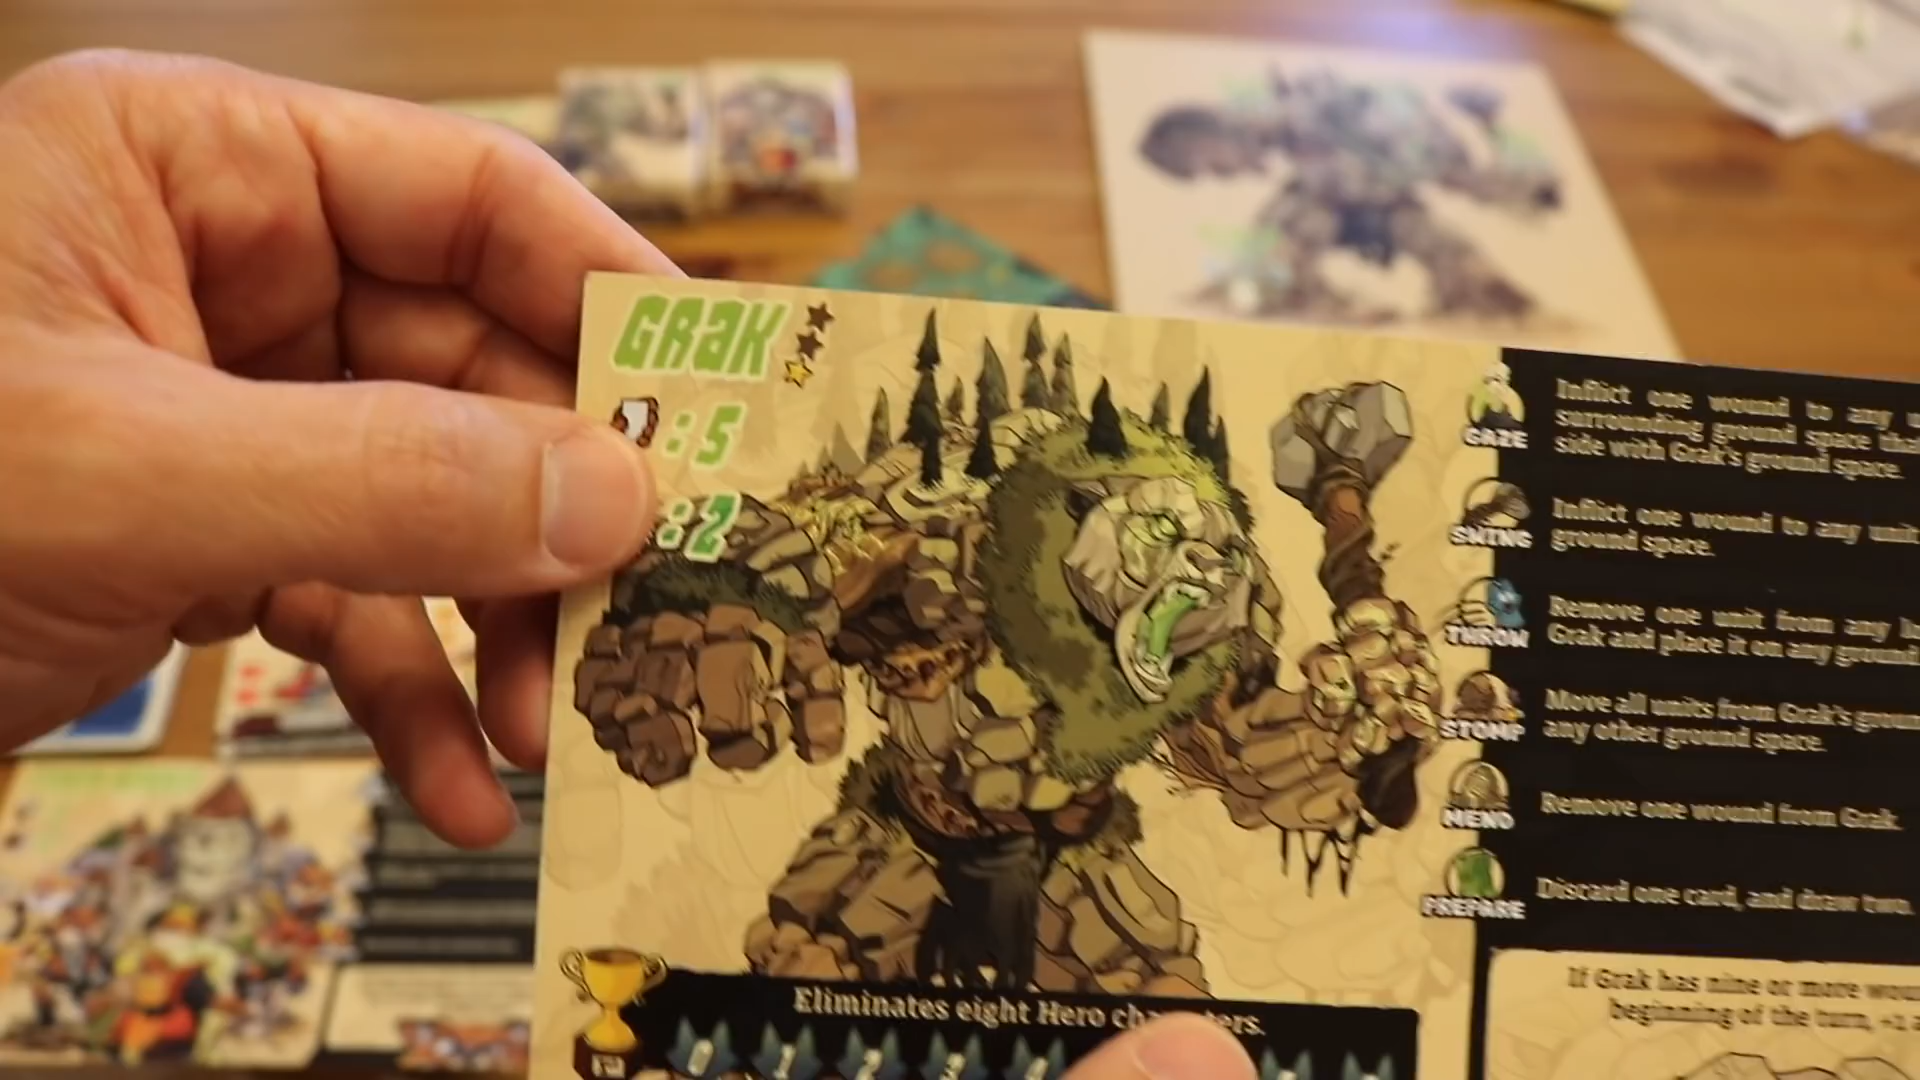 GRAK
: 5
: 2
GAZE
Inflict one wound to any
surrounding ground space
side with Grak's ground space.
SWING
Inflict one wound to any unit
ground space.
THROW
Remove one unit from any
Grak and place it on any ground
STOMP
Move all units from Grak's
any other ground space.
MEND
Remove one wound from Grak.
PREPARE
Discard one card, and draw two.
If Grak has nine or more
beginning of the turn,
Eliminates eight Hero
0 1 2 3